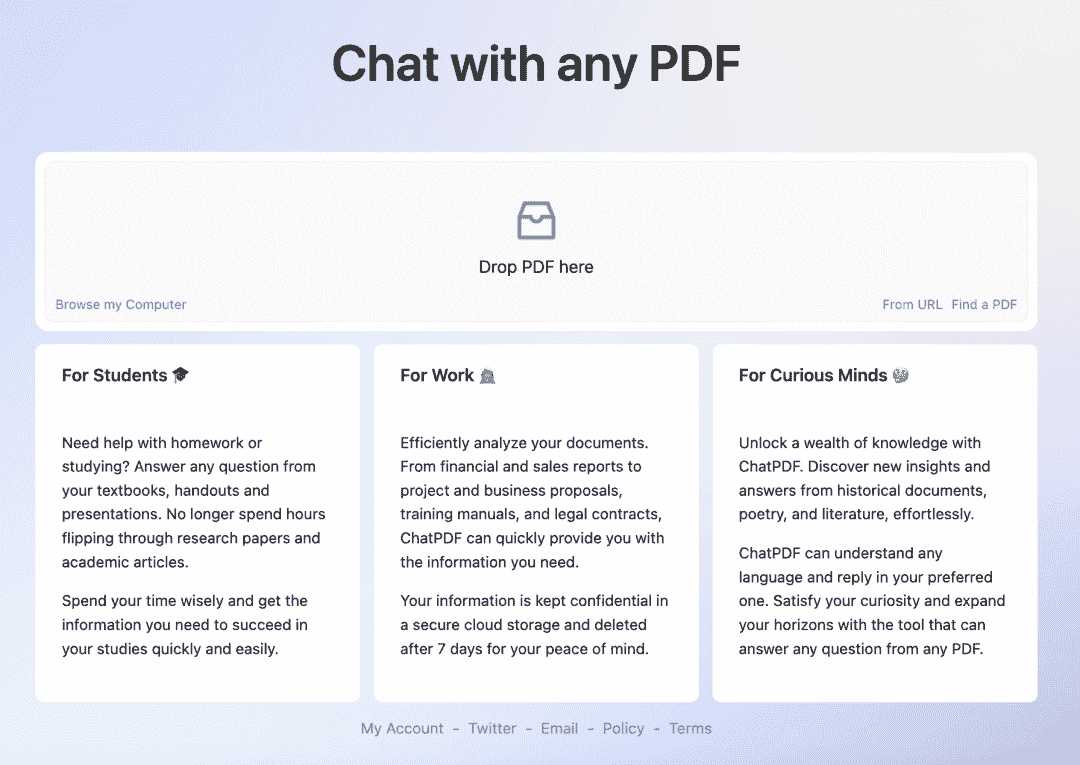 Chat with any PDF
Drop PDF here
Browse my Computer
From URL Find a PDF
For Students 🎓
Need help with homework or
studying? Answer any question from
your textbooks, handouts and
presentations. No longer spend hours
flipping through research papers and
academic articles.
Spend your time wisely and get the
information you need to succeed in
your studies quickly and easily.
For Work
Efficiently analyze your documents.
From financial and sales reports to
project and business proposals,
training manuals, and legal contracts,
ChatPDF can quickly provide you with
the information you need.
Your information is kept confidential in
a secure cloud storage and deleted
after 7 days for your peace of mind.
For Curious Minds
Unlock a wealth of knowledge with
ChatPDF. Discover new insights and
answers from historical documents,
poetry, and literature, effortlessly.
ChatPDF can understand any
language and reply in your preferred
one. Satisfy your curiosity and expand
your horizons with the tool that can
answer any question from any PDF.
My Account - Twitter - Email - Policy - Terms